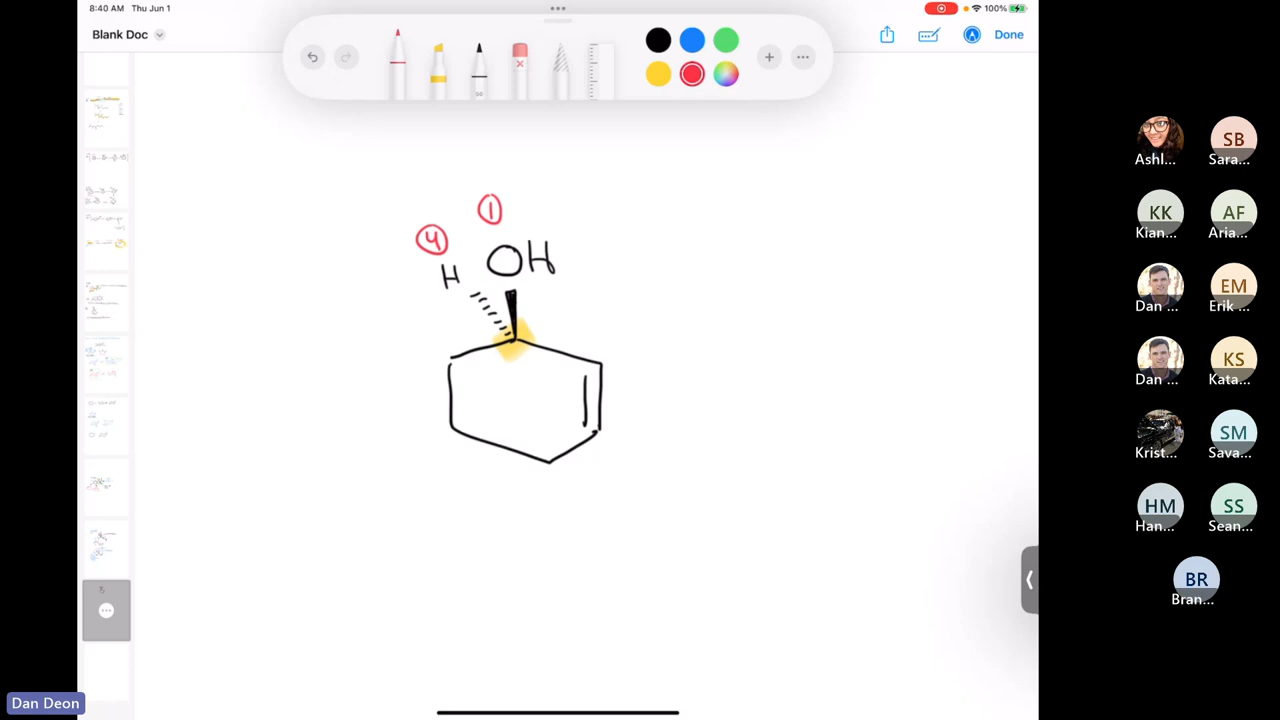 8:40 AM Thu Jun 1
100%
Blank Doc
Done
50
①
④
H
OH
Ashl...
SB
Sara...
KK
Kian...
AF
Aria...
Dan ...
EM
Erik ...
Dan ...
KS
Kata...
Krist...
SM
Sava...
HM
Han...
SS
Sean...
BR
Bran...
Dan Deon